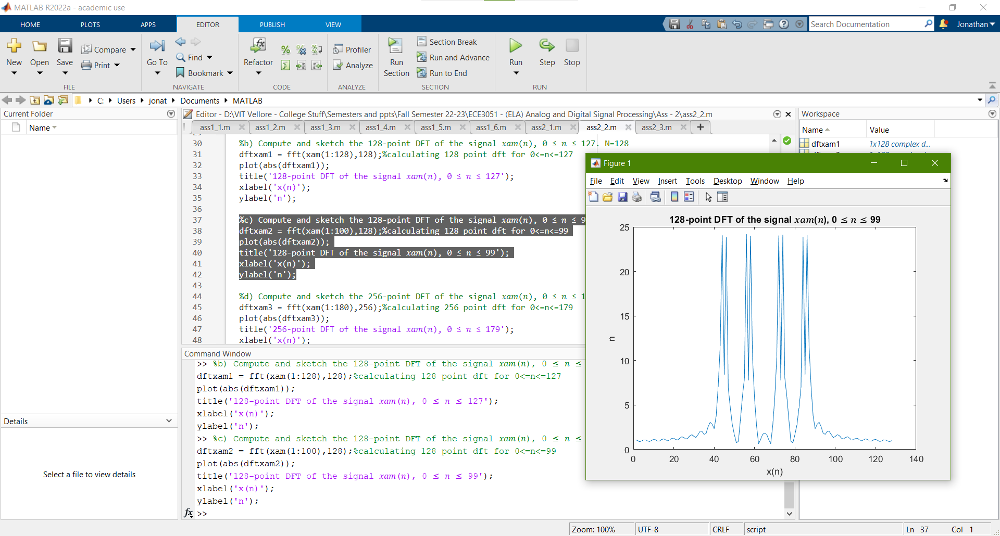 MATLAB R2022a - academic use
HOME PLOTS APPS EDITOR PUBLISH VIEW
Search Documentation
Jonathan
New Open Save Compare Print
Go To Find Bookmark
Refactor
Profiler Analyze
Run Section
Section Break
Run and Advance
Run to End
Run Step Stop
FILE NAVIGATE CODE ANALYZE SECTION RUN
C: Users jonat Documents MATLAB
Current Folder
Name
Details
Select a file to view details
Editor - D:\VIT Vellore - College Stuff\Semesters and ppts\Fall Semester 22-23\ECE3051 - (ELA) Analog and Digital Signal Processing\Ass - 2\ass2_2.m
ass1_1.m ass1_2.m ass1_3.m ass1_4.m ass1_5.m ass1_6.m ass2_1.m ass2_2.m ass2_3.m +
30 %b) Compute and sketch the 128-point DFT of the signal 𝑥𝑎𝑚(𝑛), 0 ≤ 𝑛 ≤ 127. N=128
31 dftxam1 = fft(xam(1:128),128);%calculating 128 point dft for 0<=n<=127
32 plot(abs(dftxam1));
33 title('128-point DFT of the signal 𝑥𝑎𝑚(𝑛), 0 ≤ 𝑛 ≤ 127');
34 xlabel('x(n)');
35 ylabel('n');
36
37 %c) Compute and sketch the 128-point DFT of the signal 𝑥𝑎𝑚(𝑛), 0 ≤ 𝑛 ≤ 9
38 dftxam2 = fft(xam(1:100),128);%calculating 128 point dft for 0<=n<=99
39 plot(abs(dftxam2));
40 title('128-point DFT of the signal 𝑥𝑎𝑚(𝑛), 0 ≤ 𝑛 ≤ 99');
41 xlabel('x(n)');
42 ylabel('n');
43
44 %d) Compute and sketch the 256-point DFT of the signal 𝑥𝑎𝑚(𝑛), 0 ≤ 𝑛 ≤ 1
45 dftxam3 = fft(xam(1:180),256);%calculating 256 point dft for 0<=n<=179
46 plot(abs(dftxam3));
47 title('256-point DFT of the signal 𝑥𝑎𝑚(𝑛), 0 ≤ 𝑛 ≤ 179');
48 xlabel('x(n)');
Command Window
>> %b) Compute and sketch the 128-point DFT of the signal 𝑥𝑎𝑚(𝑛), 0 ≤ 𝑛 ≤
dftxam1 = fft(xam(1:128),128);%calculating 128 point dft for 0<=n<=127
plot(abs(dftxam1));
title('128-point DFT of the signal 𝑥𝑎𝑚(𝑛), 0 ≤ 𝑛 ≤ 127');
xlabel('x(n)');
ylabel('n');
>> %c) Compute and sketch the 128-point DFT of the signal 𝑥𝑎𝑚(𝑛), 0 ≤ 𝑛 ≤
dftxam2 = fft(xam(1:100),128);%calculating 128 point dft for 0<=n<=99
plot(abs(dftxam2));
title('128-point DFT of the signal 𝑥𝑎𝑚(𝑛), 0 ≤ 𝑛 ≤ 99');
xlabel('x(n)');
ylabel('n');
fx >>
Workspace
Name Value
dftxam1 1x128 complex d...
Figure 1
File Edit View Insert Tools Desktop Window Help
128-point DFT of the signal 𝑥𝑎𝑚(𝑛), 0 ≤ 𝑛 ≤ 99
25
20
15
n
10
5
0
0 20 40 60 80 100 120 140
x(n)
Zoom: 100% UTF-8 CRLF script Ln 37 Col 1